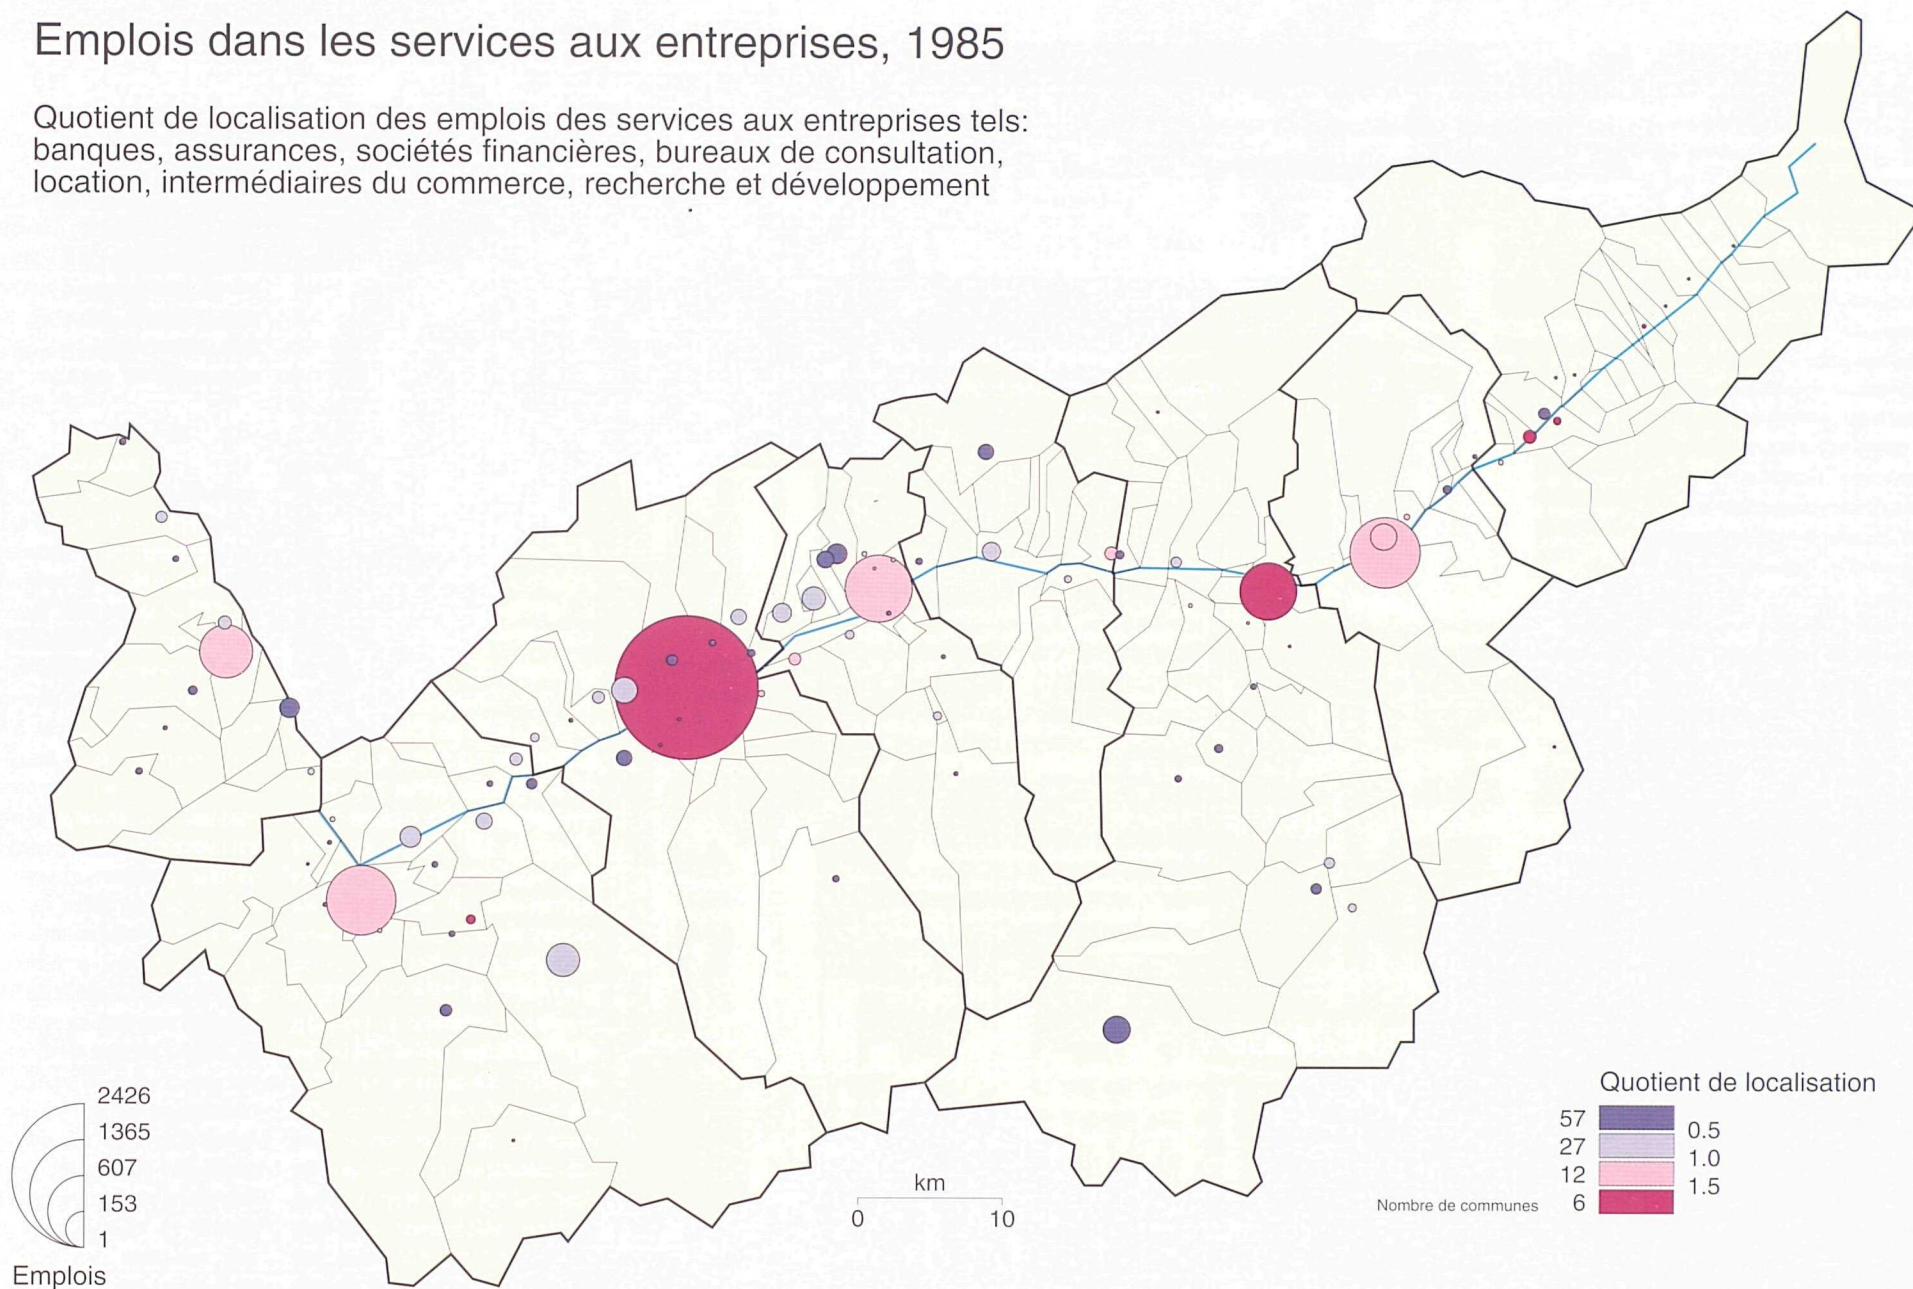 Emplois dans les services aux entreprises, 1985
Quotient de localisation des emplois des services aux entreprises tels:
banques, assurances, sociétés financières, bureaux de consultation,
location, intermédiaires du commerce, recherche et développement
2426
1365
607
153
1
Emplois
km
0 10
Quotient de localisation
57
0.5
27
1.0
12
1.5
Nombre de communes 6